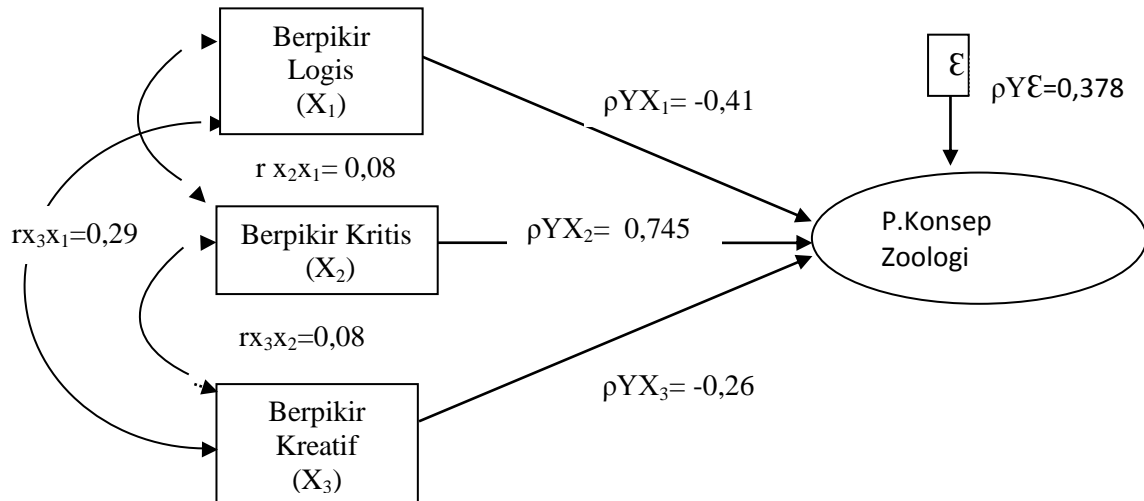 Berpikir
Logis
(X₁)
ε
ρYε=0,378
ρYX₁= -0,41
r x₂x₁= 0,08
rx₃x₁=0,29
Berpikir Kritis
(X₂)
ρYX₂= 0,745
P.Konsep
Zoologi
rx₃x₂=0,08
ρYX₃= -0,26
Berpikir
Kreatif
(X₃)